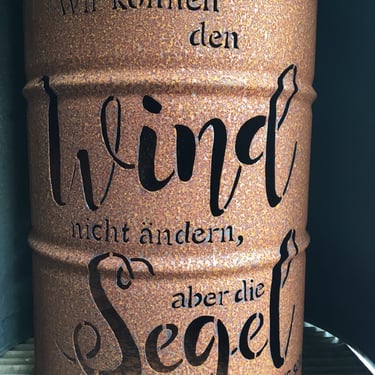 Wir können
den
Wind
nicht ändern,
aber die
Segel